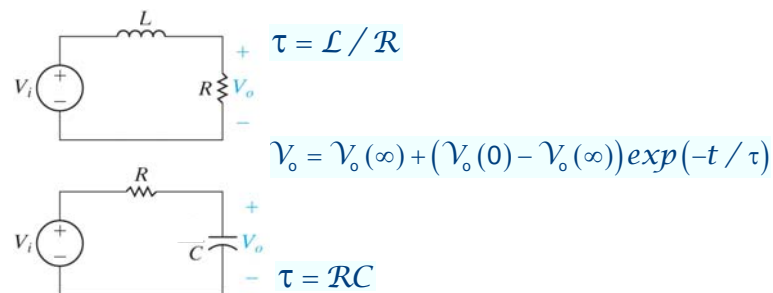 L
+
τ = L / R
V_i
+
−
R
V_o
−
V_o = V_o(∞) + (V_o(0) − V_o(∞)) exp(−t / τ)
R
+
V_i
+
−
C
V_o
−
τ = RC